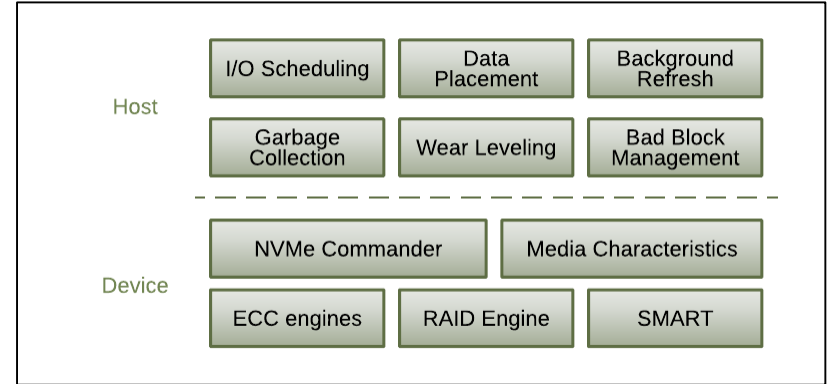 I/O Scheduling
Data
Placement
Background
Refresh
Host
Garbage
Collection
Wear Leveling
Bad Block
Management
NVMe Commander
Media Characteristics
Device
ECC engines
RAID Engine
SMART